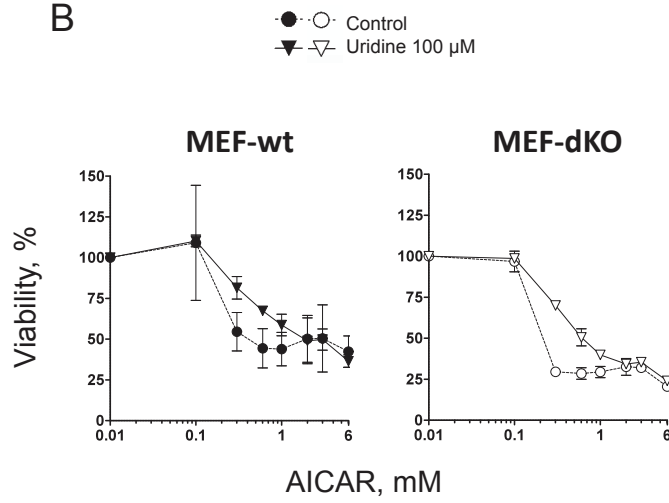 B
Control
Uridine 100 µM
MEF-wt
MEF-dKO
Viability, %
150
125
100
75
50
25
0
0.01 0.1 1 6
150
125
100
75
50
25
0
0.01 0.1 1 6
AICAR, mM